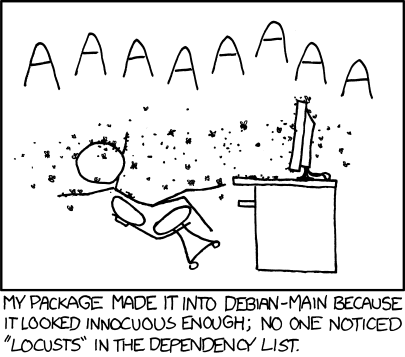 AAAAAAAA
MY PACKAGE MADE IT INTO DEBIAN-MAIN BECAUSE
IT LOOKED INNOCUOUS ENOUGH; NO ONE NOTICED
"LOCUSTS" IN THE DEPENDENCY LIST.